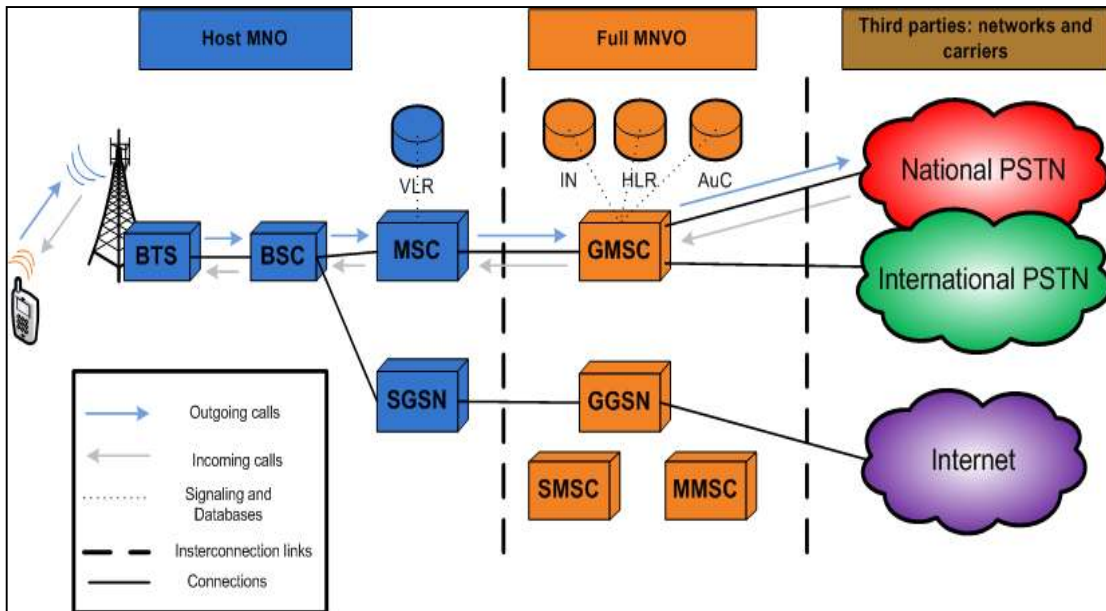 Host MNO
Full MNVO
Third parties: networks and
carriers
VLR
IN
HLR
AuC
National PSTN
BTS
BSC
MSC
GMSC
International PSTN
SGSN
GGSN
Internet
SMSC
MMSC
Outgoing calls
Incoming calls
Signaling and
Databases
Insterconnection links
Connections